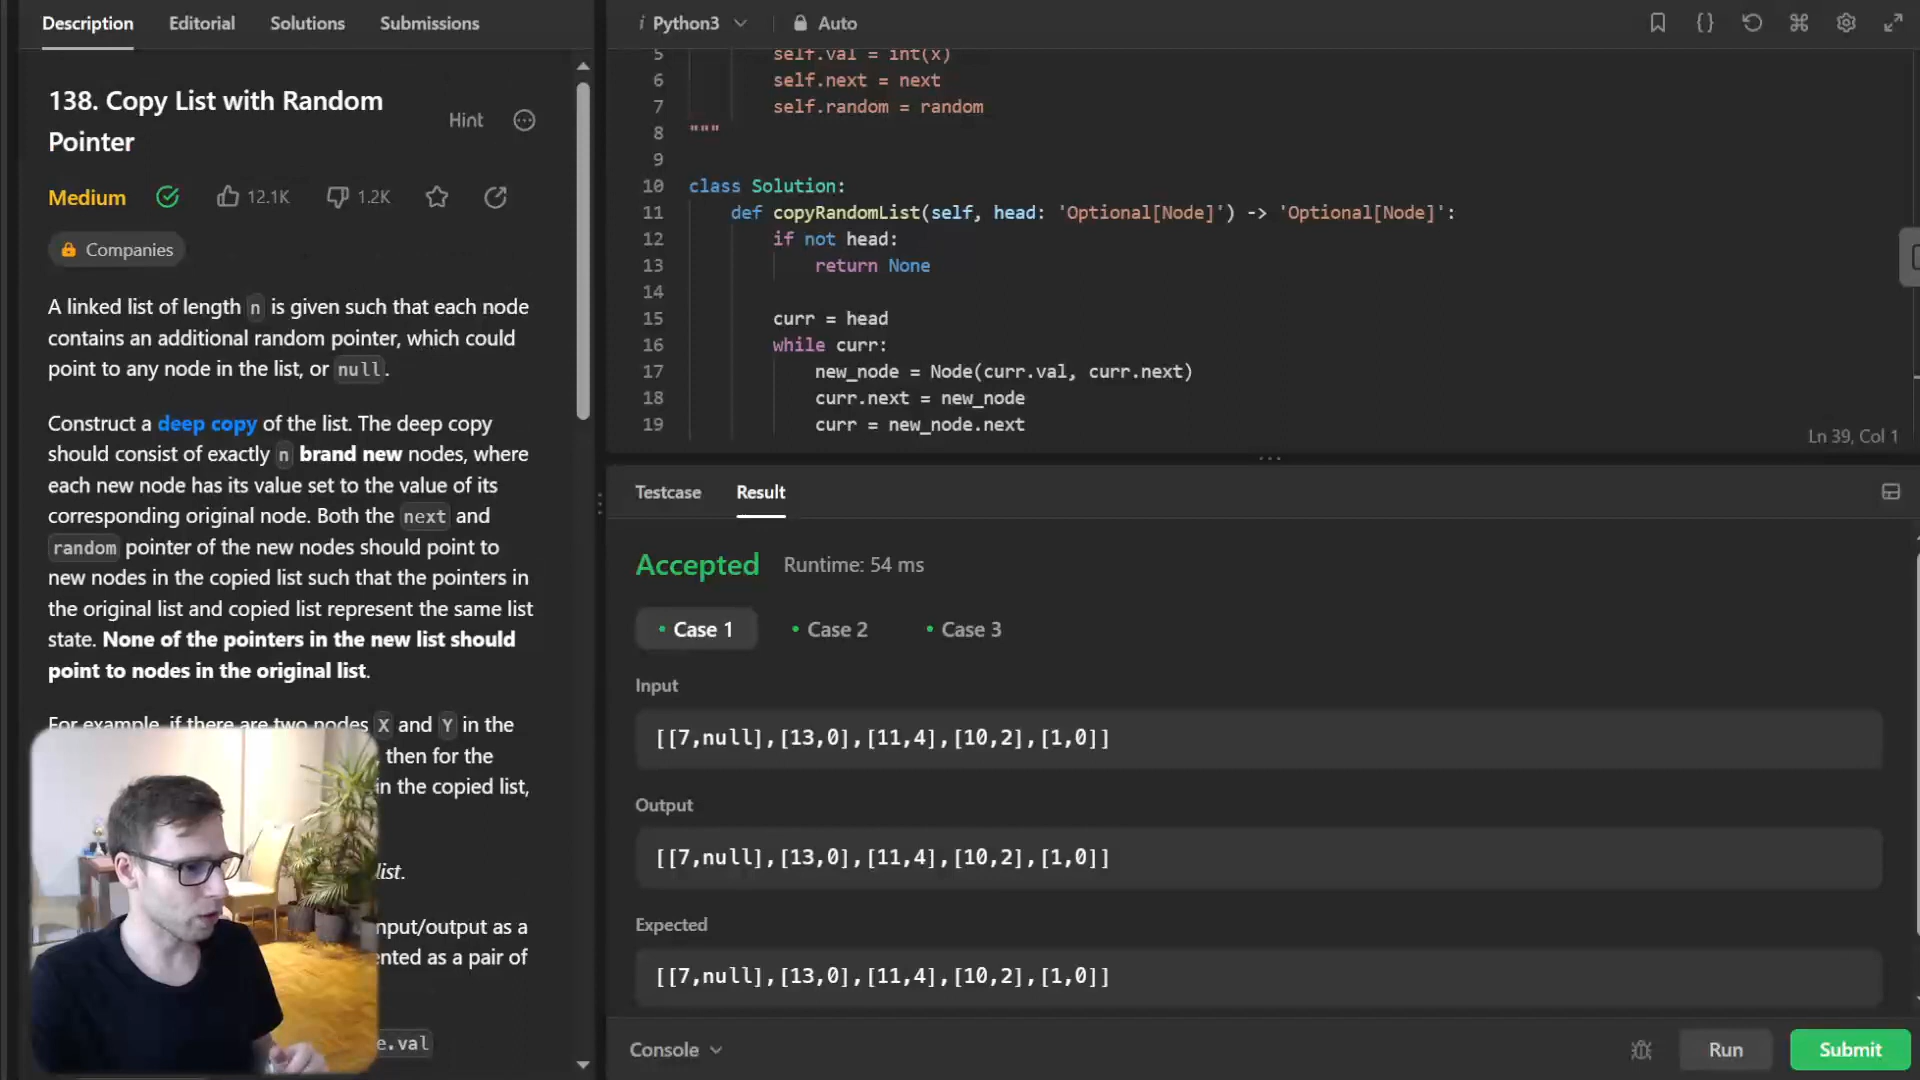 Description Editorial Solutions Submissions
138. Copy List with Random
Pointer
Hint
Medium 12.1K 1.2K
Companies
A linked list of length n is given such that each node
contains an additional random pointer, which could
point to any node in the list, or null.
Construct a deep copy of the list. The deep copy
should consist of exactly n brand new nodes, where
each new node has its value set to the value of its
corresponding original node. Both the next and
random pointer of the new nodes should point to
new nodes in the copied list such that the pointers in
the original list and copied list represent the same list
state. None of the pointers in the new list should
point to nodes in the original list.
For example, if there are two nodes X and Y in the
, then for the
in the copied list,
list.
nput/output as a
ented as a pair of
e.val
i Python3 Auto
5 self.val = int(x)
6 self.next = next
7 self.random = random
8 """
9
10 class Solution:
11 def copyRandomList(self, head: 'Optional[Node]') -> 'Optional[Node]':
12 if not head:
13 return None
14
15 curr = head
16 while curr:
17 new_node = Node(curr.val, curr.next)
18 curr.next = new_node
19 curr = new_node.next
Ln 39, Col 1
Testcase Result
Accepted Runtime: 54 ms
Case 1 Case 2 Case 3
Input
[[7,null],[13,0],[11,4],[10,2],[1,0]]
Output
[[7,null],[13,0],[11,4],[10,2],[1,0]]
Expected
[[7,null],[13,0],[11,4],[10,2],[1,0]]
Console Run Submit